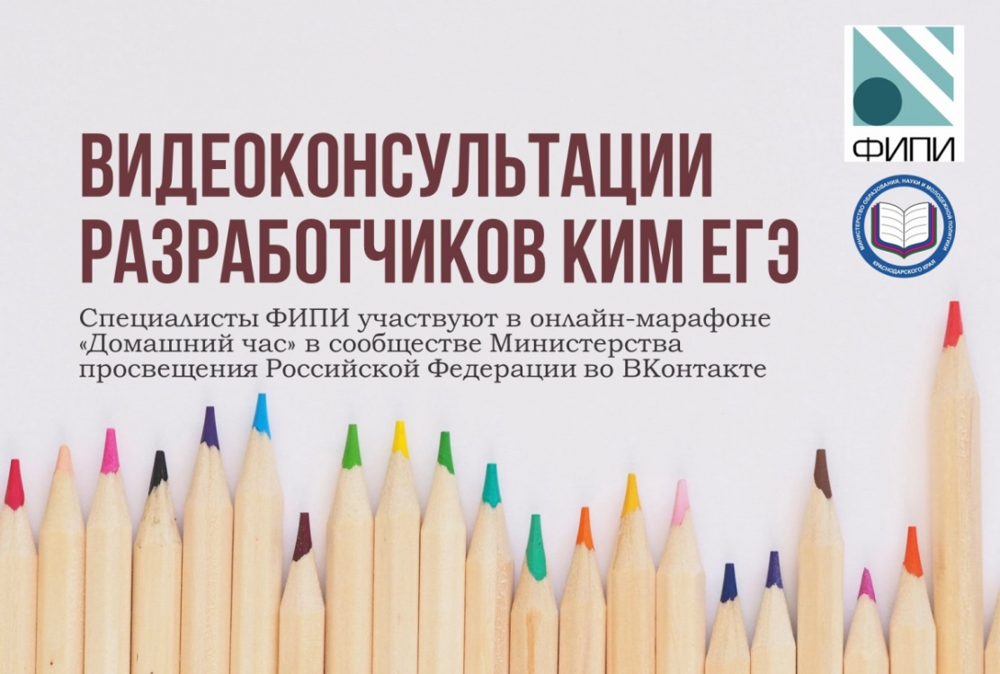 ФИПИ
МИНИСТЕРСТВО ОБРАЗОВАНИЯ, НАУКИ И МОЛОДЕЖНОЙ ПОЛИТИКИ
КРАСНОДАРСКОГО КРАЯ
ВИДЕОКОНСУЛЬТАЦИИ
РАЗРАБОТЧИКОВ КИМ ЕГЭ
Специалисты ФИПИ участвуют в онлайн-марафоне
«Домашний час» в сообществе Министерства
просвещения Российской Федерации во ВКонтакте